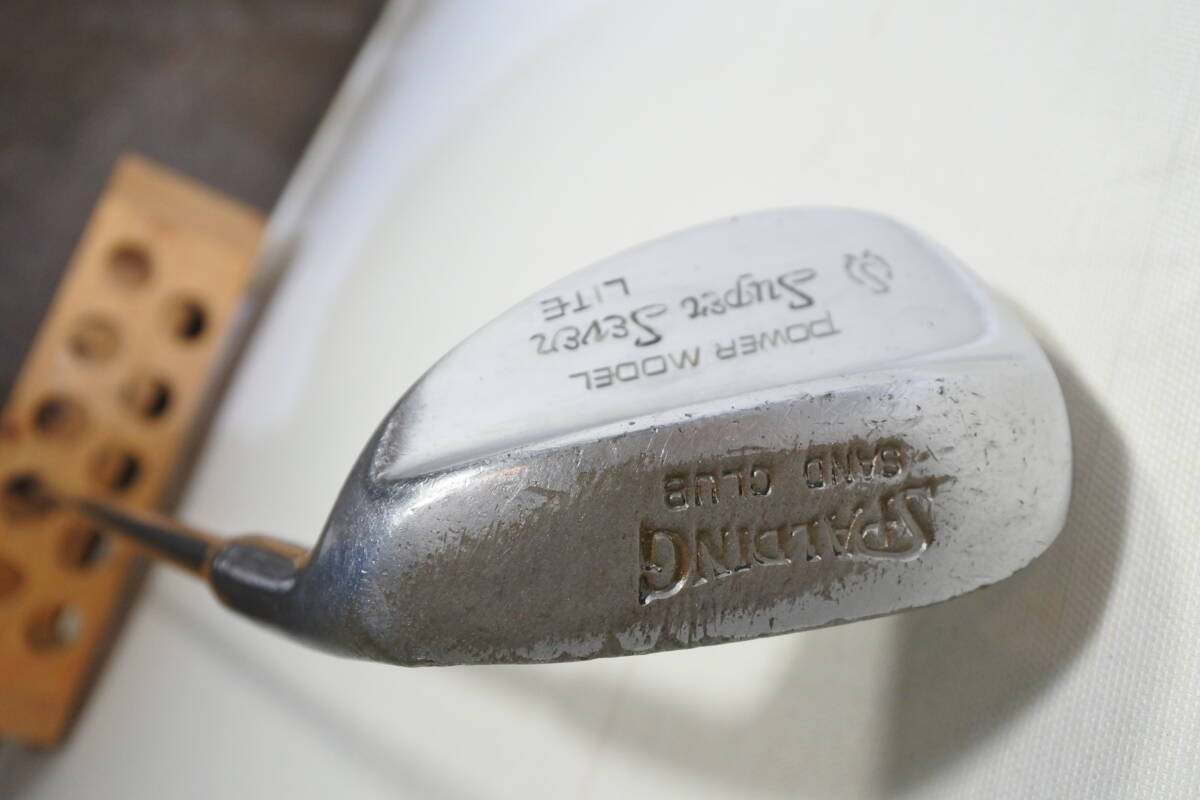 SPALDING
SAND CLUB
POWER MODEL
Super Seven
LITE